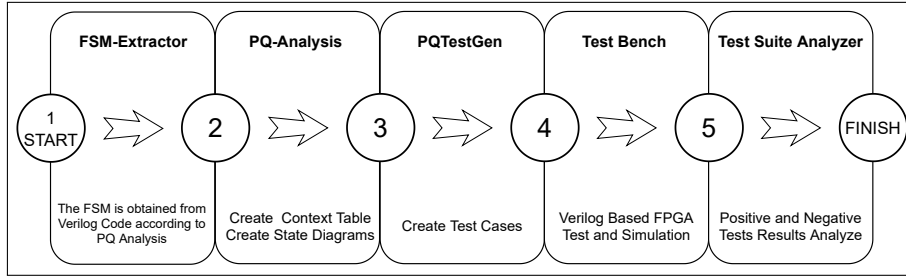 FSM-Extractor
PQ-Analysis
PQTestGen
Test Bench
Test Suite Analyzer
1
START
2
3
4
5
FINISH
The FSM is obtained from
Verilog Code according to
PQ Analysis
Create Context Table
Create State Diagrams
Create Test Cases
Verilog Based FPGA
Test and Simulation
Positive and Negative
Tests Results Analyze